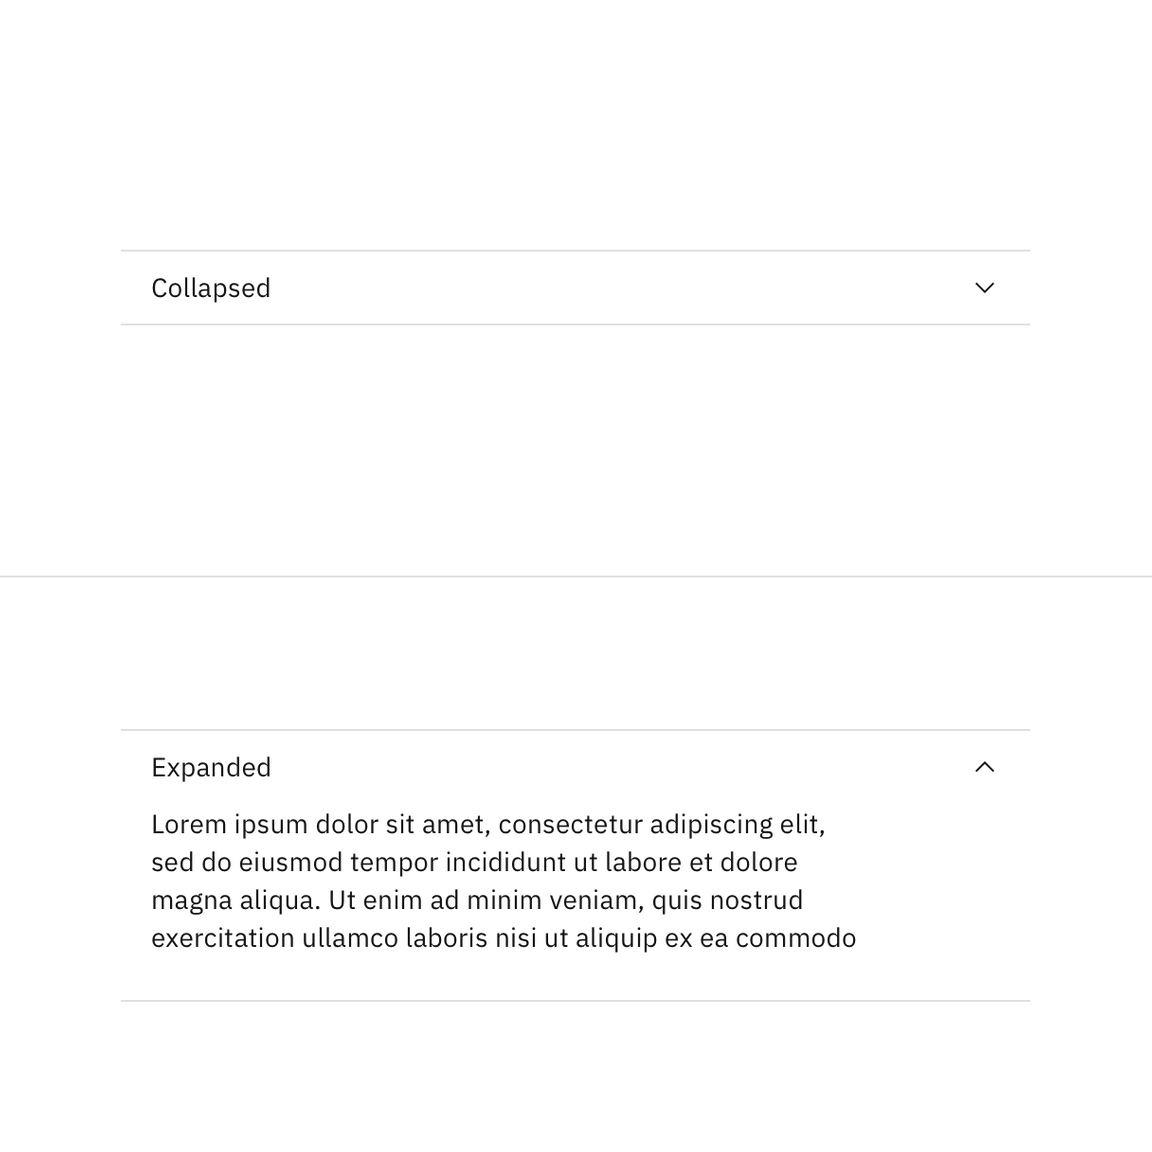 Collapsed
Expanded
Lorem ipsum dolor sit amet, consectetur adipiscing elit,
sed do eiusmod tempor incididunt ut labore et dolore
magna aliqua. Ut enim ad minim veniam, quis nostrud
exercitation ullamco laboris nisi ut aliquip ex ea commodo